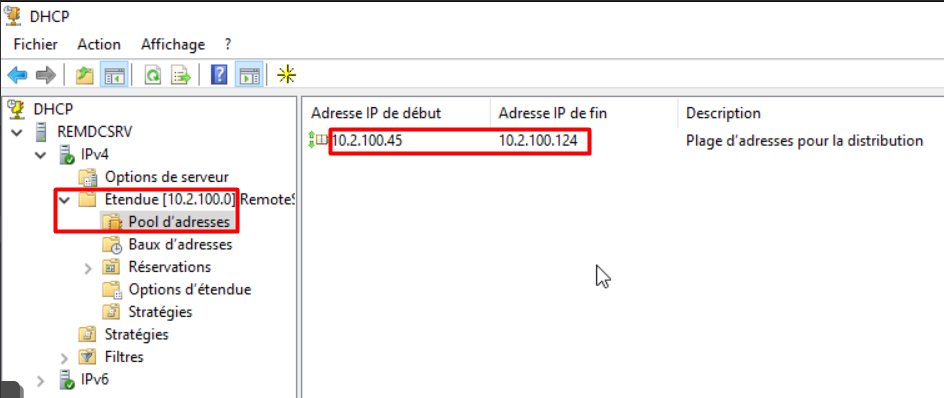 DHCP
Fichier Action Affichage ?
DHCP
REMDCSRV
IPv4
Options de serveur
Etendue [10.2.100.0] RemoteS
Pool d'adresses
Baux d'adresses
Réservations
Options d'étendue
Stratégies
Stratégies
Filtres
IPv6
Adresse IP de début Adresse IP de fin Description
10.2.100.45 10.2.100.124 Plage d'adresses pour la distribution